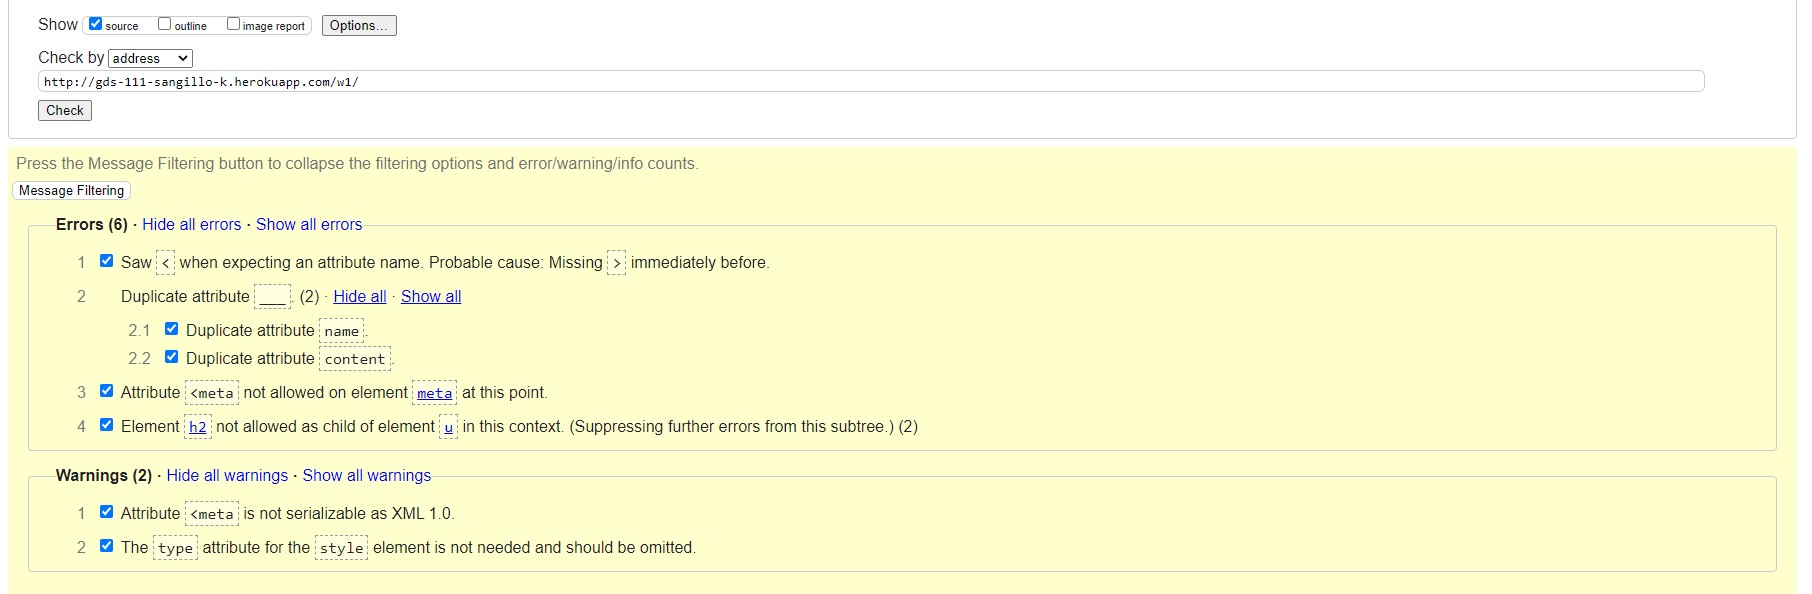 Show source outline image report Options...
Check by address
http://gds-111-sangillo-k.herokuapp.com/w1/
Check
Press the Message Filtering button to collapse the filtering options and error/warning/info counts.
Message Filtering
Errors (6) · Hide all errors · Show all errors
1 Saw < when expecting an attribute name. Probable cause: Missing > immediately before.
2 Duplicate attribute ___. (2) · Hide all · Show all
2.1 Duplicate attribute name.
2.2 Duplicate attribute content.
3 Attribute <meta not allowed on element meta at this point.
4 Element h2 not allowed as child of element u in this context. (Suppressing further errors from this subtree.) (2)
Warnings (2) · Hide all warnings · Show all warnings
1 Attribute <meta is not serializable as XML 1.0.
2 The type attribute for the style element is not needed and should be omitted.